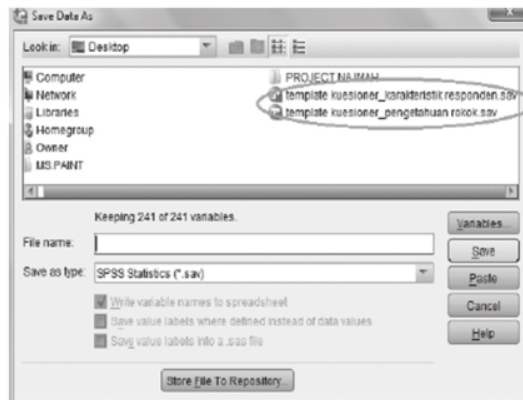 Save Data As
Look in: Desktop
Computer
Network
Libraries
Homegroup
Owner
MS.PAINT
PROJECT NAJMAH
template kuesioner_karakteristik responden.sav
template kuesioner_pengetahuan rokok.sav
Keeping 241 of 241 variables.
File name:
Save as type: SPSS Statistics (*.sav)
Write variable names to spreadsheet
Save value labels where defined instead of data values
Save value labels into a .sas file
Variables...
Save
Paste
Cancel
Help
Store File To Repository...